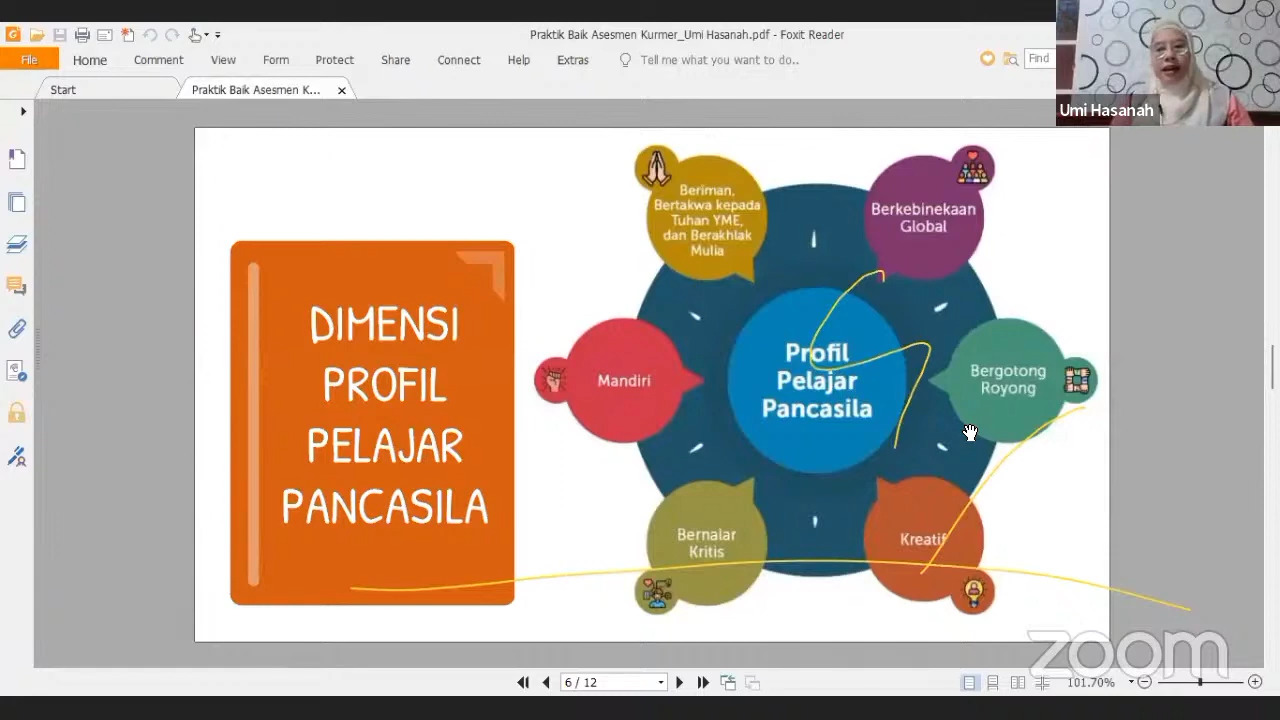 Praktik Baik Asesmen Kurmer_Umi Hasanah.pdf - Foxit Reader
File Home Comment View Form Protect Share Connect Help Extras Tell me what you want to do.. Find
Start Praktik Baik Asesmen K...
Umi Hasanah
Beriman,
Bertakwa kepada
Tuhan YME,
dan Berakhlak
Mulia
Berkebinekaan
Global
DIMENSI
PROFIL
PELAJAR
PANCASILA
Mandiri
Profil
Pelajar
Pancasila
Bergotong
Royong
Bernalar
Kritis
Kreatif
zoom
6 / 12
101.70%